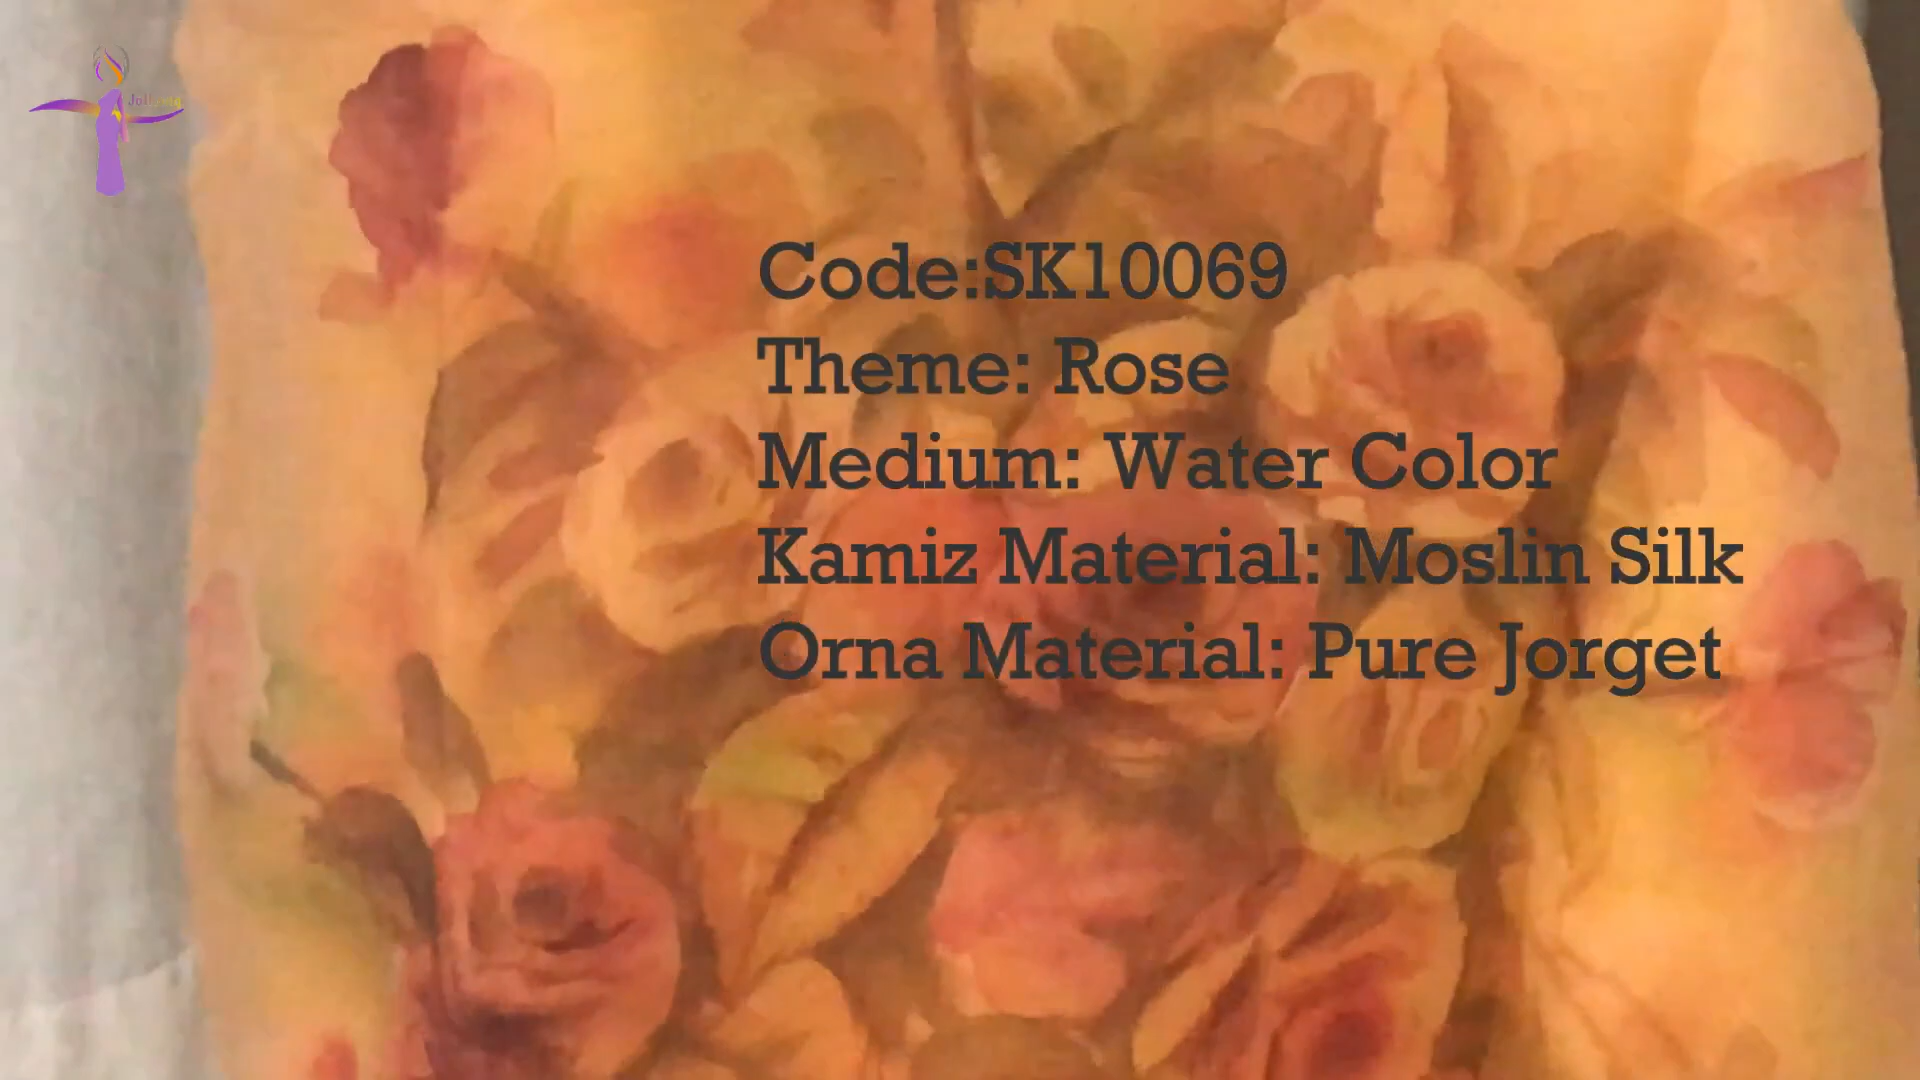 Code:SK10069
Theme: Rose
Medium: Water Color
Kamiz Material: Moslin Silk
Orna Material: Pure Jorget